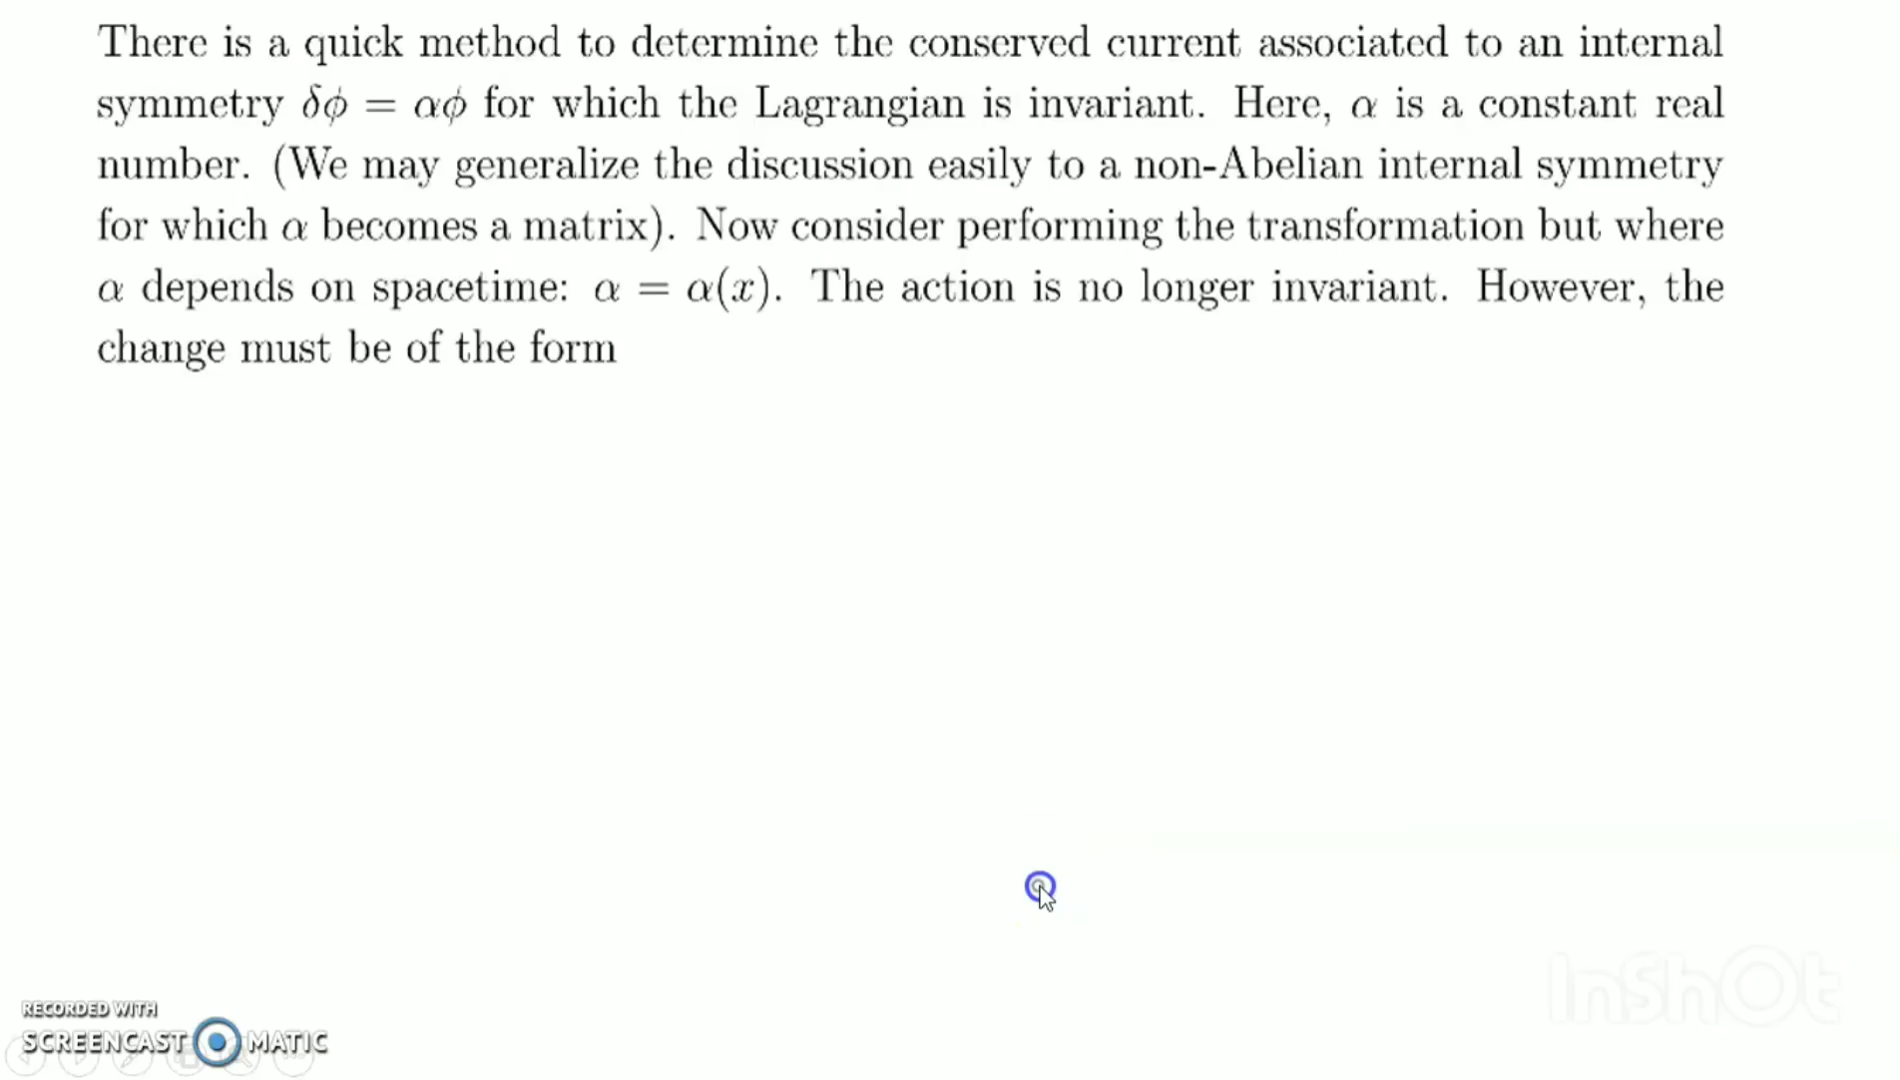 There is a quick method to determine the conserved current associated to an internal
symmetry δϕ = αϕ for which the Lagrangian is invariant. Here, α is a constant real
number. (We may generalize the discussion easily to a non-Abelian internal symmetry
for which α becomes a matrix). Now consider performing the transformation but where
α depends on spacetime: α = α(x). The action is no longer invariant. However, the
change must be of the form
InShOt
RECORDED WITH
SCREENCAST MATIC